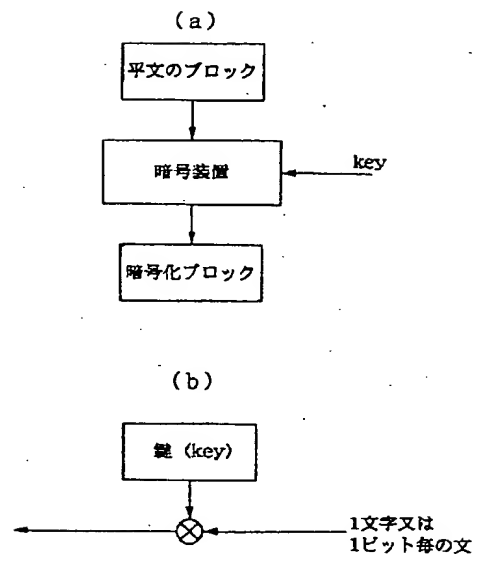 (a)
平文のブロック
暗号装置
key
暗号化ブロック
(b)
鍵 (key)
1文字又は
1ビット毎の文